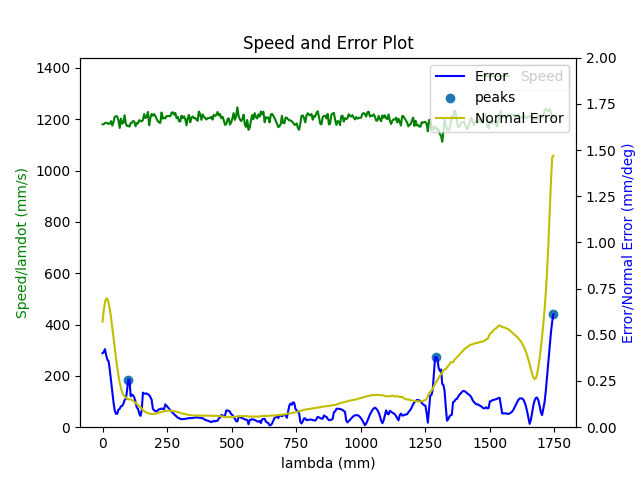 Speed and Error Plot
Error
Speed
peaks
Normal Error
Speed/lamdot (mm/s)
1400
1200
1000
800
600
400
200
0
Error/Normal Error (mm/deg)
2.00
1.75
1.50
1.25
1.00
0.75
0.50
0.25
0.00
0 250 500 750 1000 1250 1500 1750
lambda (mm)